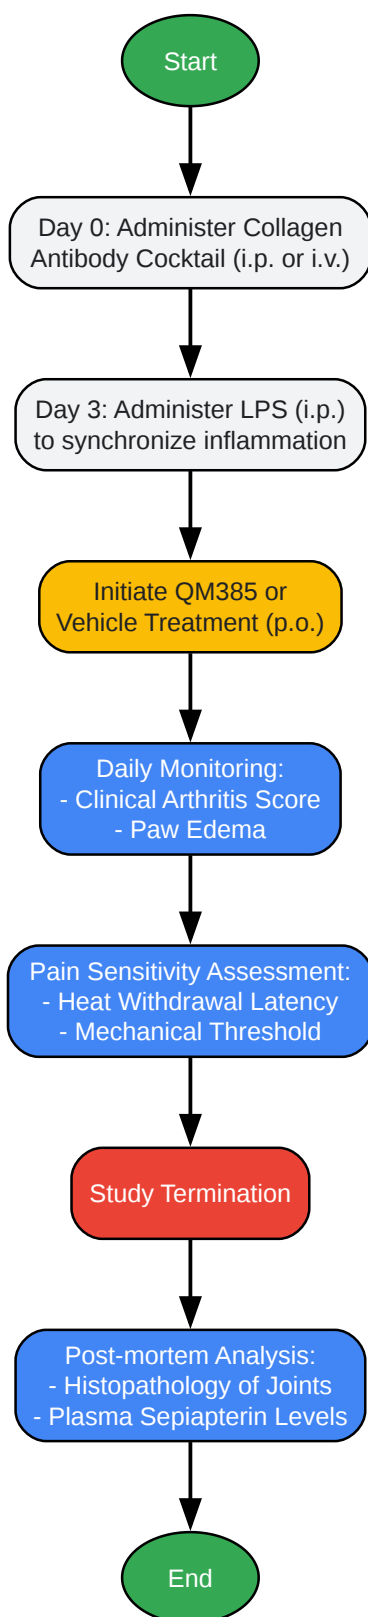 Start
Day 0: Administer Collagen
Antibody Cocktail (i.p. or i.v.)
Day 3: Administer LPS (i.p.)
to synchronize inflammation
Initiate QM385 or
Vehicle Treatment (p.o.)
Daily Monitoring:
- Clinical Arthritis Score
- Paw Edema
Pain Sensitivity Assessment:
- Heat Withdrawal Latency
- Mechanical Threshold
Study Termination
Post-mortem Analysis:
- Histopathology of Joints
- Plasma Sepiapterin Levels
End